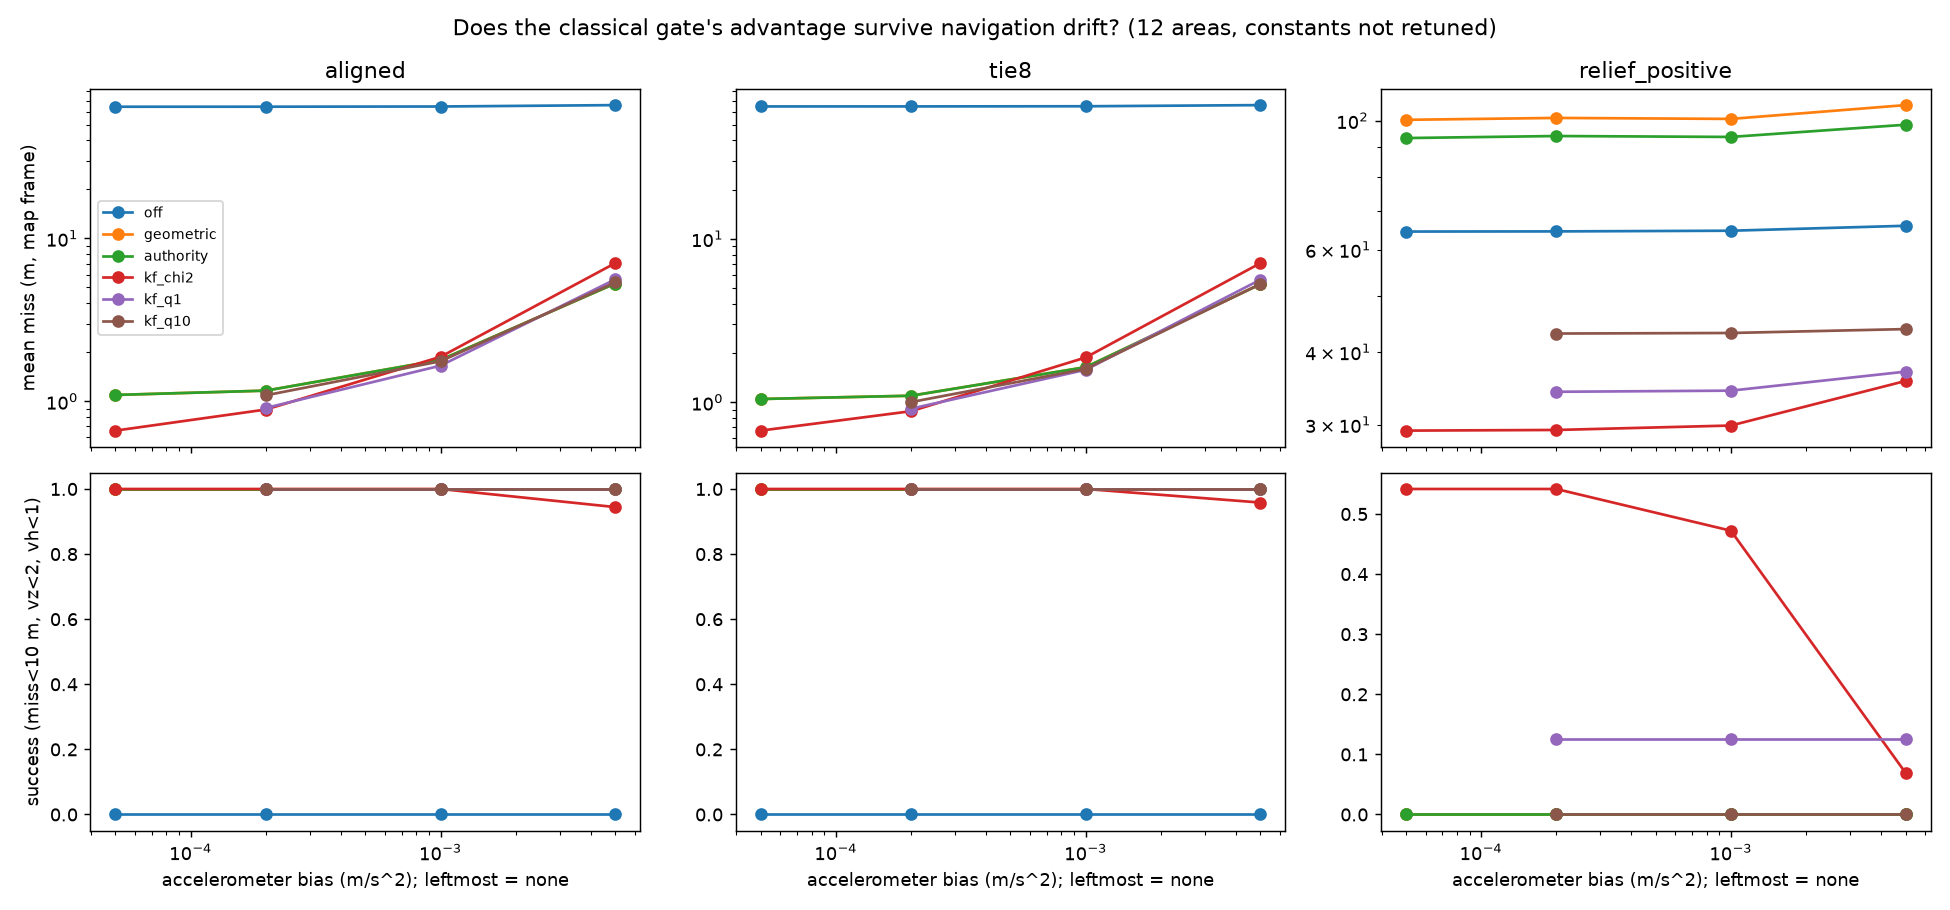 Does the classical gate's advantage survive navigation drift? (12 areas, constants not retuned)
aligned
tie8
relief_positive
mean miss (m, map frame)
10^1
10^0
off
geometric
authority
kf_chi2
kf_q1
kf_q10
10^1
10^0
10^2
6 × 10^1
4 × 10^1
3 × 10^1
success (miss<10 m, vz<2, vh<1)
1.0
0.8
0.6
0.4
0.2
0.0
1.0
0.8
0.6
0.4
0.2
0.0
0.5
0.4
0.3
0.2
0.1
0.0
10^−4
10^−3
10^−4
10^−3
10^−4
10^−3
accelerometer bias (m/s^2); leftmost = none
accelerometer bias (m/s^2); leftmost = none
accelerometer bias (m/s^2); leftmost = none